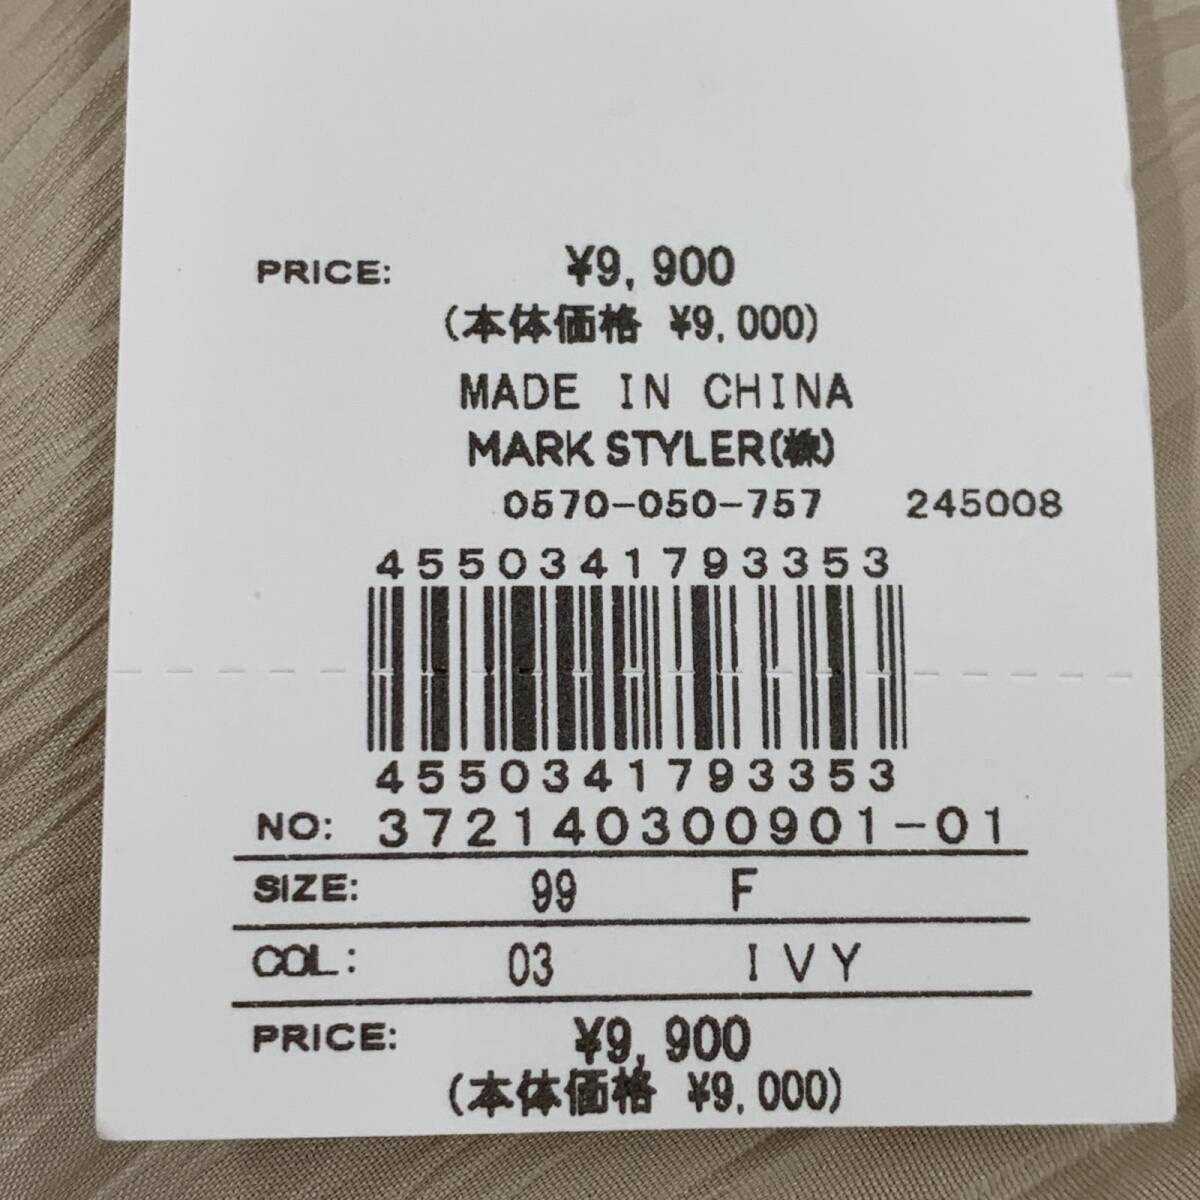 PRICE: ¥9,900
(本体価格 ¥9,000)
MADE IN CHINA
MARK STYLER(株)
0570-050-757 245008
4550341793353
4550341793353
NO: 372140300901-01
SIZE: 99 F
COL: 03 IVY
PRICE: ¥9,900
(本体価格 ¥9,000)